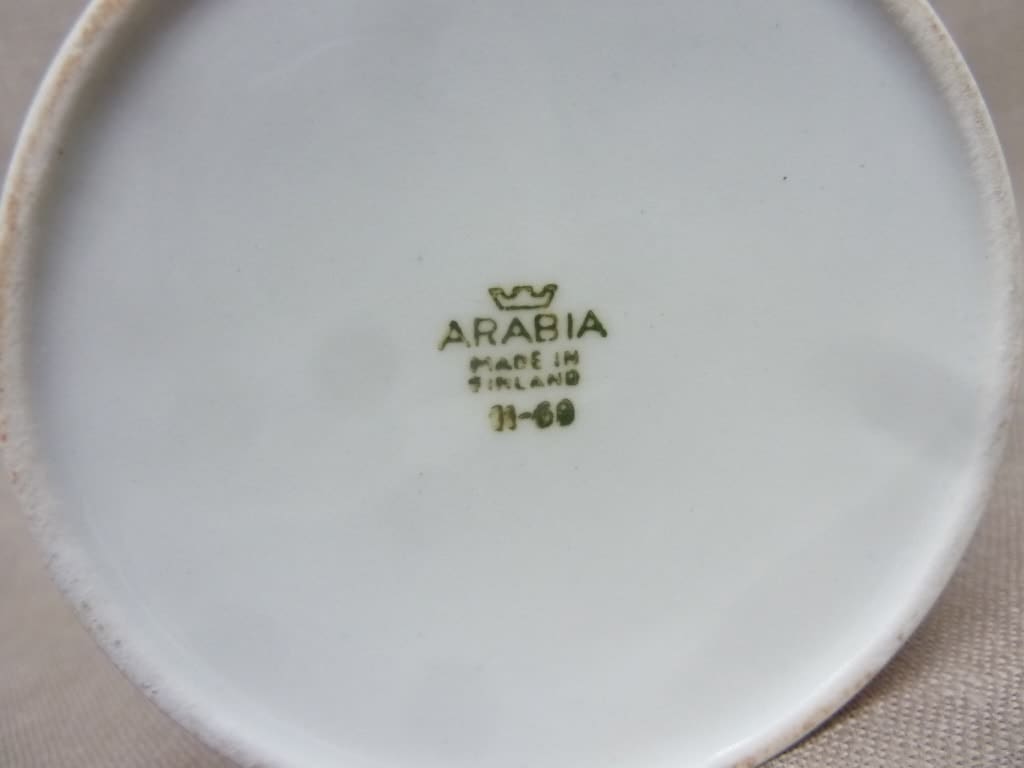 ARABIA
MADE IN
FINLAND
11-69